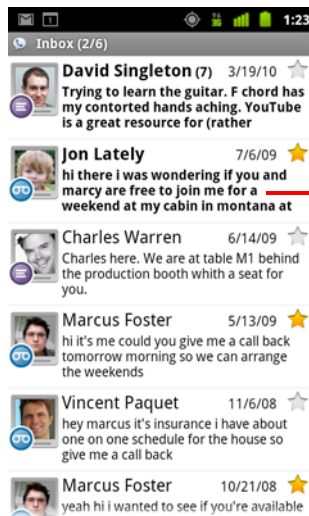 1
1:23
Inbox (2/6)
David Singleton (7) 3/19/10
Trying to learn the guitar. F chord has
my contorted hands aching. YouTube
is a great resource for (rather
Jon Lately 7/6/09
hi there i was wondering if you and
marcy are free to join me for a
weekend at my cabin in montana at
Charles Warren 6/14/09
Charles here. We are at table M1 behind
the production booth whith a seat for
you.
Marcus Foster 5/13/09
hi it's me could you give me a call back
tomorrow morning so we can arrange
the weekends
Vincent Paquet 11/6/08
hey marcus it's insurance i have about
one on one schedule for the house so
give me a call back
Marcus Foster 10/21/08
yeah hi i wanted to see if you're available